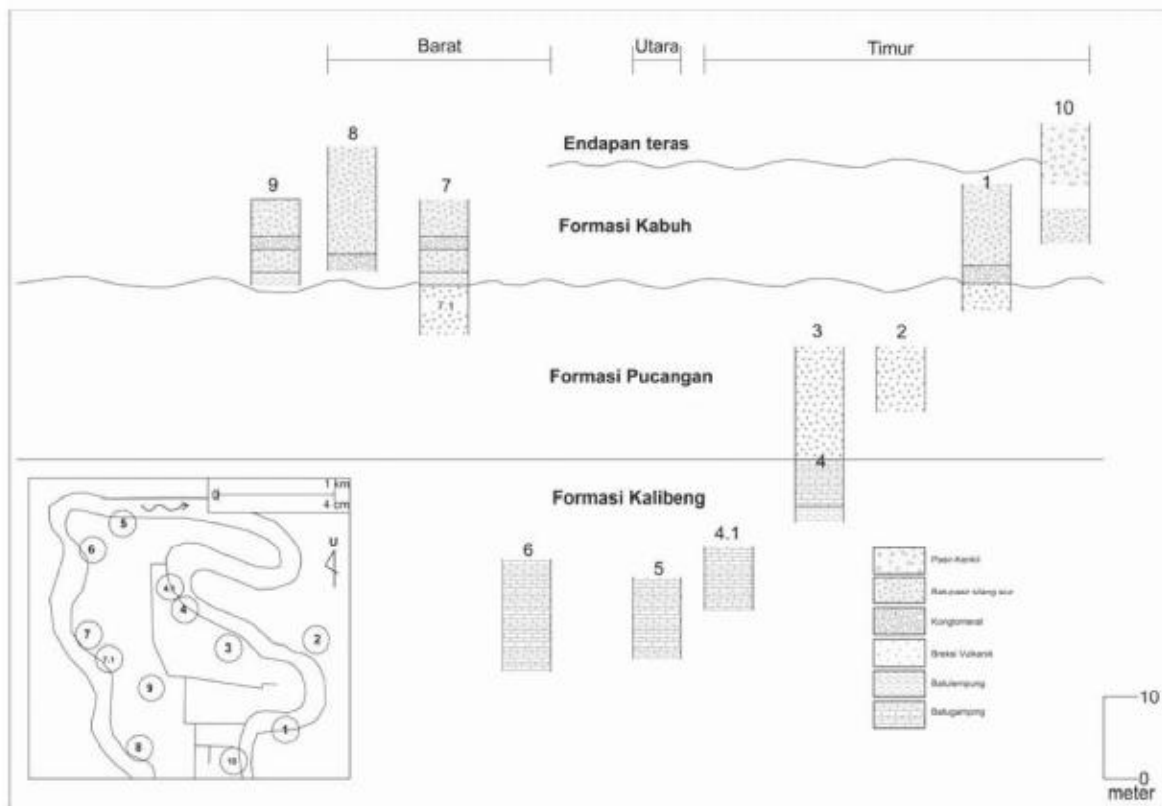 Barat
Utara
Timur
10
8
Endapan teras
9
7
1
Formasi Kabuh
7.1
3
2
Formasi Pucangan
4
Formasi Kalibeng
4.1
6
5
0
1 km
4 cm
U
5
6
4.1
4
7
7.1
3
2
9
8
1
10
Pasir-Kerikil
Batupasir silang siur
Konglomerat
Breksi Vulkanik
Batulempung
Batugamping
10
0
meter